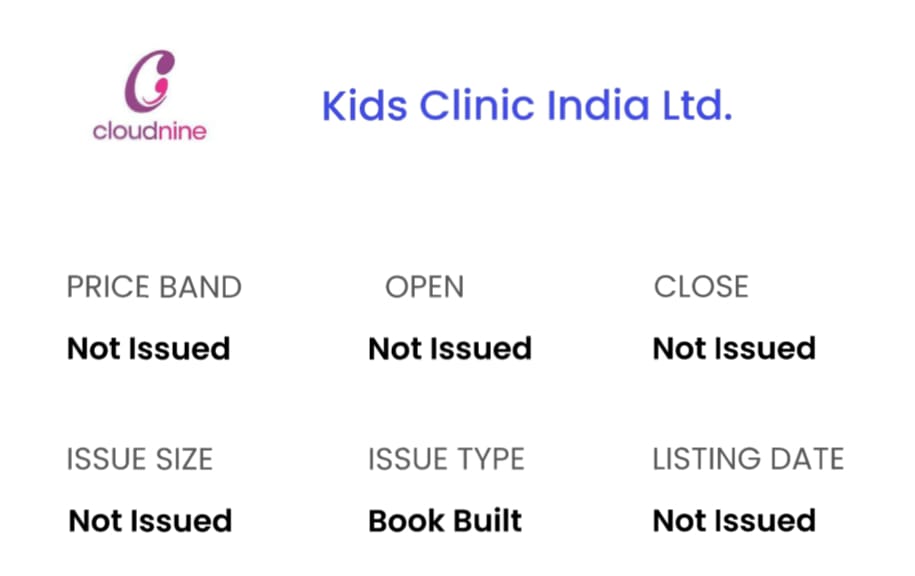 cloudnine
Kids Clinic India Ltd.
PRICE BAND OPEN CLOSE
Not Issued Not Issued Not Issued
ISSUE SIZE ISSUE TYPE LISTING DATE
Not Issued Book Built Not Issued